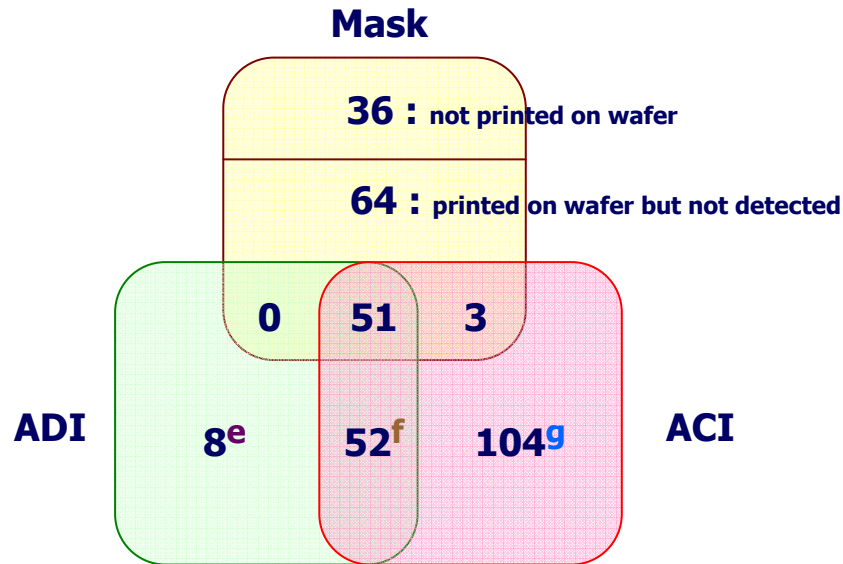 Mask
36 : not printed on wafer
64 : printed on wafer but not detected
0 51 3
ADI 8e 52f 104g ACI